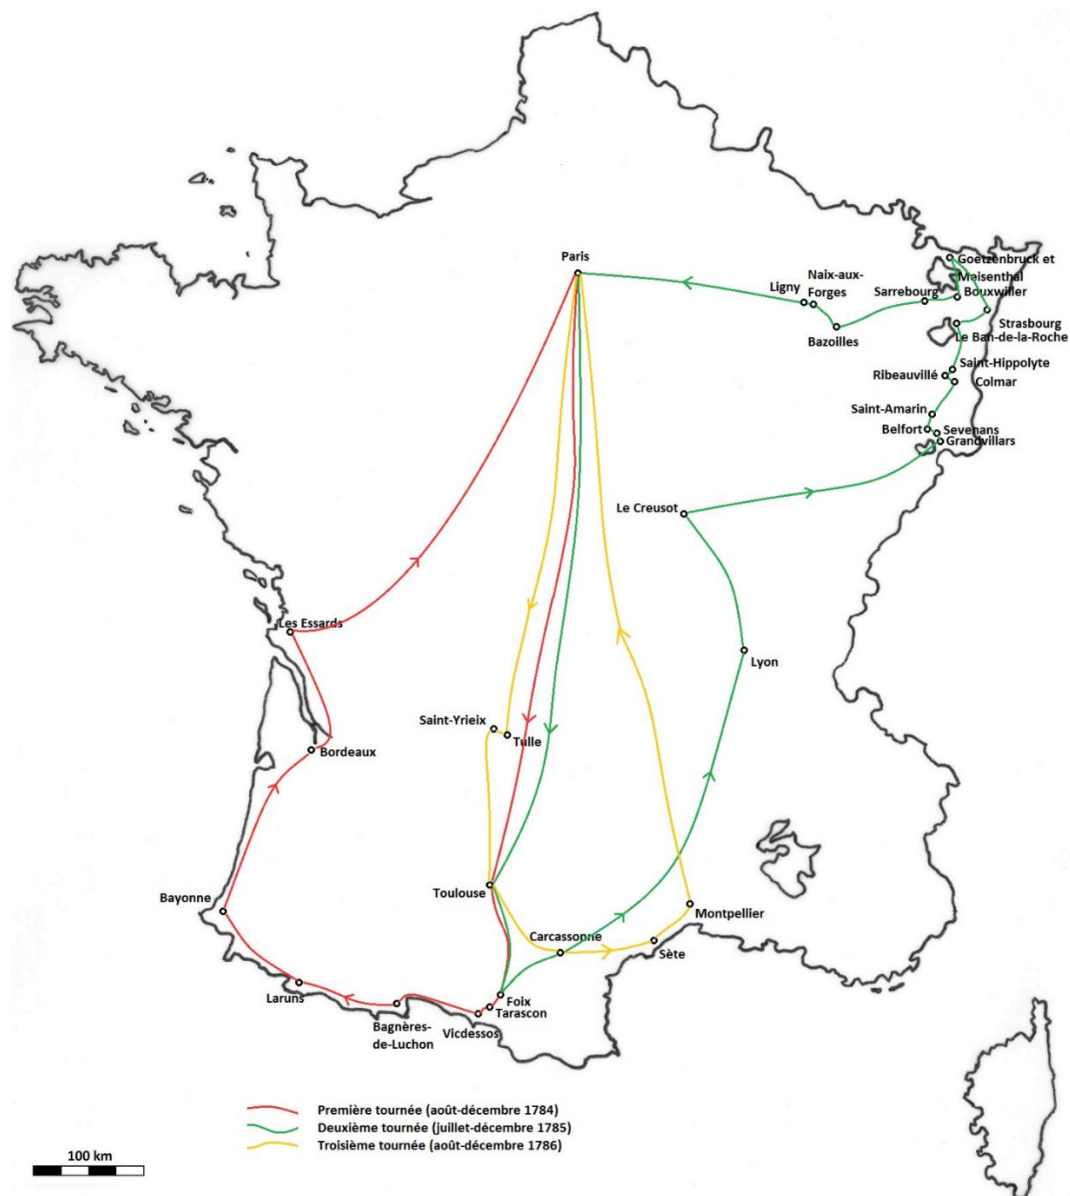 Paris
Goetzenbruck et
Meisenthal
Naix-aux-
Forges
Ligny
Sarrebourg
Bouxwiller
Bazoilles
Strasbourg
Le Ban-de-la-Roche
Saint-Hippolyte
Ribeauvillé
Colmar
Saint-Amarin
Belfort
Sevenans
Grandvillars
Le Creusot
Les Essards
Lyon
Saint-Yrieix
Tulle
Bordeaux
Toulouse
Bayonne
Montpellier
Carcassonne
Sète
Laruns
Foix
Tarascon
Bagnères-
de-Luchon
Vicdessos
Première tournée (août-décembre 1784)
Deuxième tournée (juillet-décembre 1785)
Troisième tournée (août-décembre 1786)
100 km